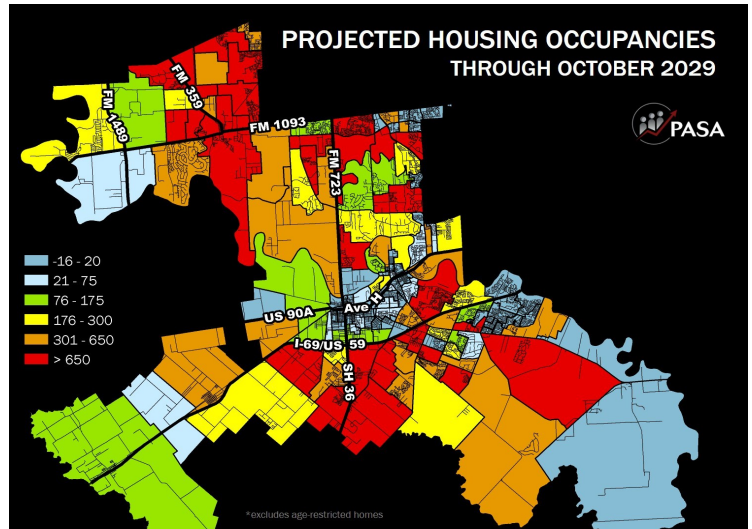 PROJECTED HOUSING OCCUPANCIES
THROUGH OCTOBER 2029
PASA
FM 359
FM 1489
FM 1093
FM 723
-16 - 20
21 - 75
76 - 175
176 - 300
301 - 650
> 650
US 90A
Ave H
I-69/US 59
SH 36
*excludes age-restricted homes